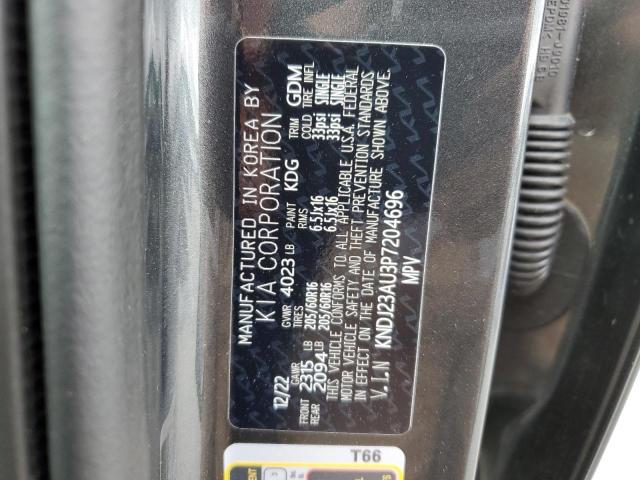 MANUFACTURED IN KOREA BY
KIA CORPORATION
12/22 GVWR 4023 LB PAINT KDG TRIM GDM
GAWR TIRES RIMS COLD TIRE INFL
FRONT 2315 LB 205/60R16 6.5Jx16 33psi SINGLE
REAR 2094 LB 205/60R16 6.5Jx16 33psi SINGLE
THIS VEHICLE CONFORMS TO ALL APPLICABLE U.S.A. FEDERAL
MOTOR VEHICLE SAFETY AND THEFT PREVENTION STANDARDS
IN EFFECT ON THE DATE OF MANUFACTURE SHOWN ABOVE.
V.I.N KNDJ23AU3P7204696
MPV
T66